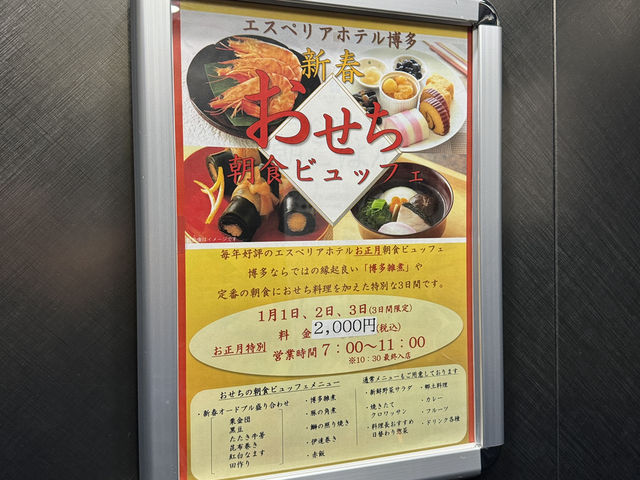 エスペリアホテル博多
新春
おせち
朝食ビュッフェ
※画像はイメージです
毎年好評のエスペリアホテルお正月朝食ビュッフェ
博多ならではの縁起良い「博多雑煮」や
定番の朝食におせち料理を加えた特別な3日間です。
1月1日、2日、3日(3日間限定)
料 金 2,000円(税込)
お正月特別 営業時間 7：00〜11：00
※10：30最終入店
おせちの朝食ビュッフェメニュー
・新春オードブル盛り合わせ
栗金団
黒豆
たたき牛蒡
昆布巻き
紅白なます
田作り
・博多雑煮
・豚の角煮
・鰤の照り焼き
・伊達巻き
・赤飯
通常メニューもご用意しております
・新鮮野菜サラダ
・焼きたて
クロワッサン
・料理長おすすめ
日替わり惣菜
・郷土料理
・カレー
・フルーツ
・ドリンク各種